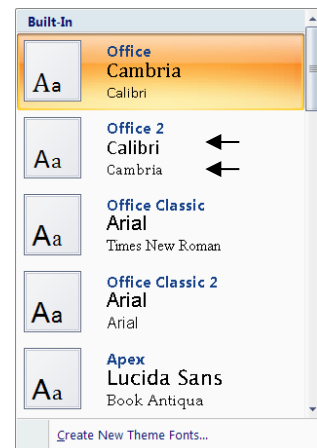 Built-In
Aa
Office
Cambria
Calibri
Aa
Office 2
Calibri
Cambria
Aa
Office Classic
Arial
Times New Roman
Aa
Office Classic 2
Arial
Arial
Aa
Apex
Lucida Sans
Book Antiqua
Create New Theme Fonts...